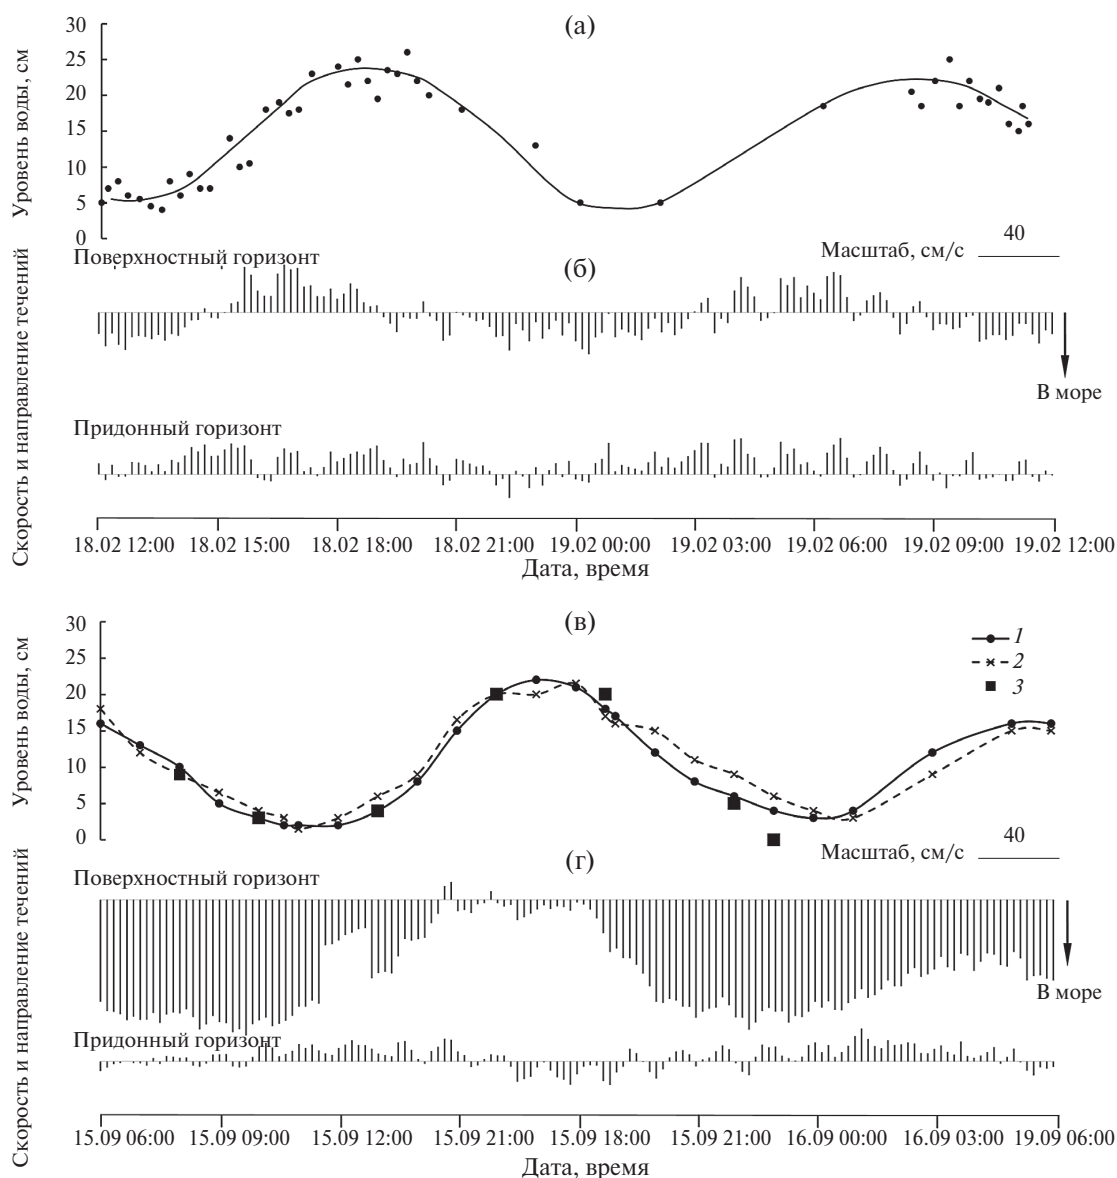 (а)
Уровень воды, см
30
25
20
15
10
5
0
Поверхностный горизонт
(б)
Масштаб, см/с
40
Скорость и направление течений
В море
Придонный горизонт
18.02 12:00 18.02 15:00 18.02 18:00 18.02 21:00 19.02 00:00 19.02 03:00 19.02 06:00 19.02 09:00 19.02 12:00
Дата, время
(в)
Уровень воды, см
30
25
20
15
10
5
0
1
2
3
Поверхностный горизонт
(г)
Масштаб, см/с
40
Скорость и направление течений
В море
Придонный горизонт
15.09 06:00 15.09 09:00 15.09 12:00 15.09 21:00 15.09 18:00 15.09 21:00 16.09 00:00 16.09 03:00 19.09 06:00
Дата, время